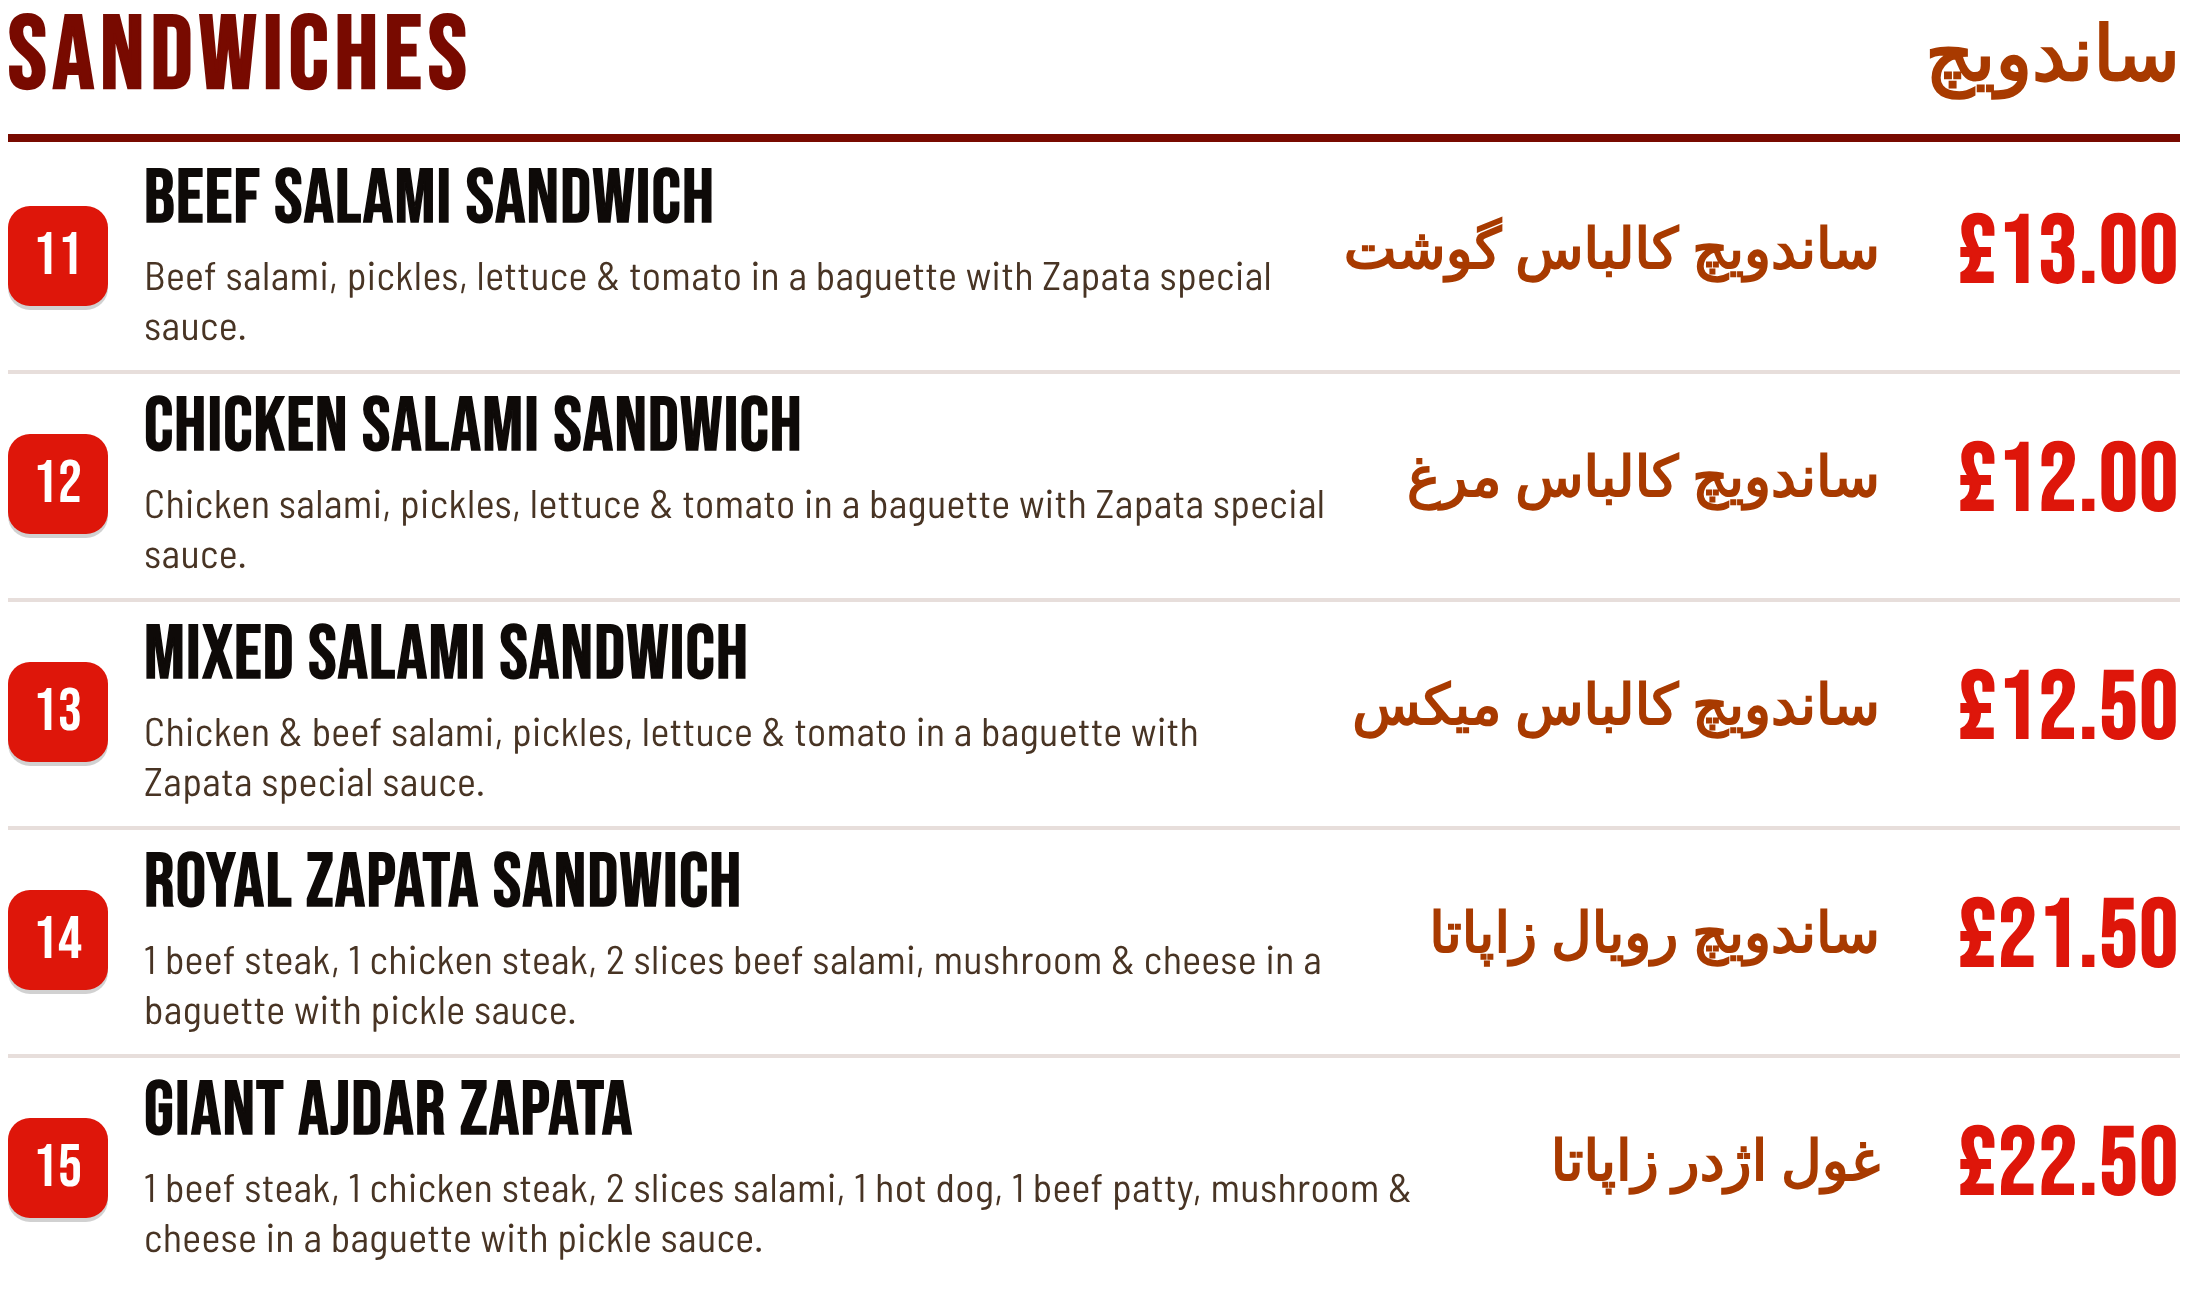 SANDWICHES ساندویچ
11 BEEF SALAMI SANDWICH
Beef salami, pickles, lettuce & tomato in a baguette with Zapata special
sauce.
ساندویچ کالباس گوشت £13.00
12 CHICKEN SALAMI SANDWICH
Chicken salami, pickles, lettuce & tomato in a baguette with Zapata special
sauce.
ساندویچ کالباس مرغ £12.00
13 MIXED SALAMI SANDWICH
Chicken & beef salami, pickles, lettuce & tomato in a baguette with
Zapata special sauce.
ساندویچ کالباس میکس £12.50
14 ROYAL ZAPATA SANDWICH
1 beef steak, 1 chicken steak, 2 slices beef salami, mushroom & cheese in a
baguette with pickle sauce.
ساندویچ رویال زاپاتا £21.50
15 GIANT AJDAR ZAPATA
1 beef steak, 1 chicken steak, 2 slices salami, 1 hot dog, 1 beef patty, mushroom &
cheese in a baguette with pickle sauce.
غول اژدر زاپاتا £22.50